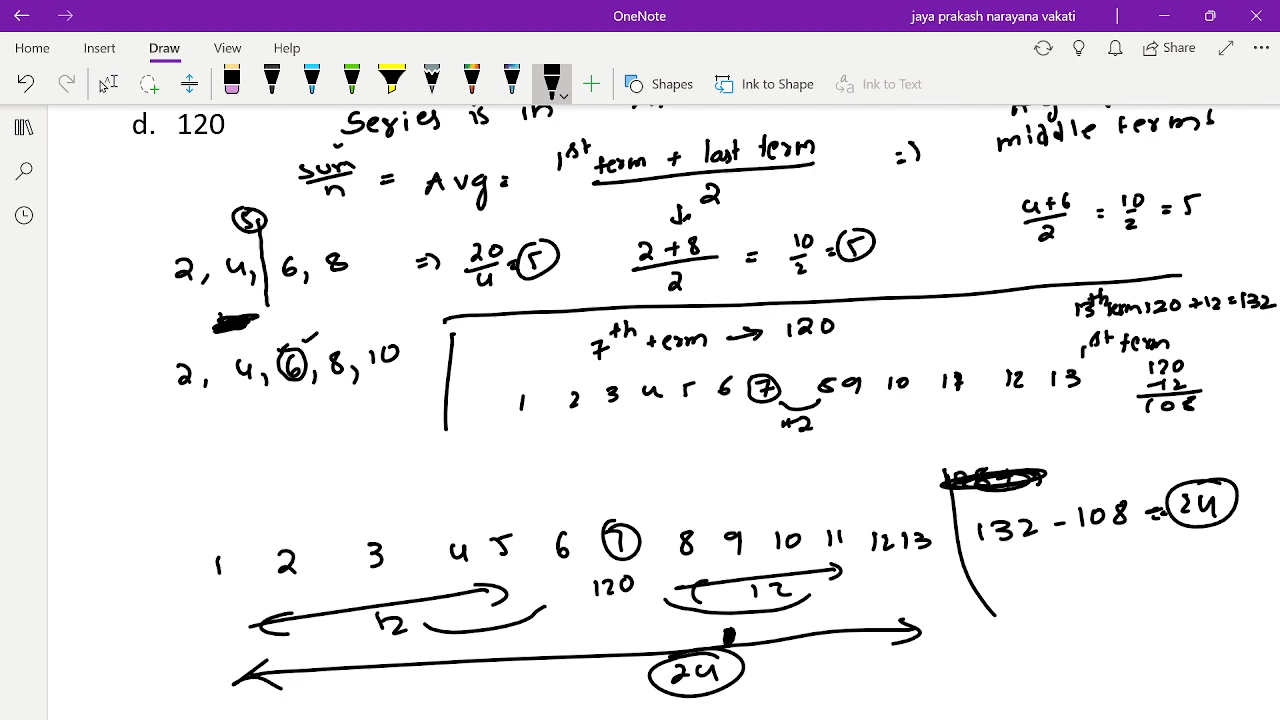 OneNote
jaya prakash narayana vakati
Home Insert Draw View Help Share
Shapes Ink to Shape Ink to Text
d. 120
Series is in
middle terms
sum/n = Avg = 1st term + last term / 2 =>
5
2, 4, 6, 8 => 20/4 = 5
2 + 8 / 2 = 10/2 = 5
4+6 / 2 = 10/2 = 5
2, 4, 6, 8, 10
7th term → 120
13th term 120 +12 = 132
1st term
120
-12
108
1 2 3 4 5 6 7 8 9 10 11 12 13
+2
132 - 108 = 24
1 2 3 4 5 6 7 8 9 10 11 12 13
120
12 12
24